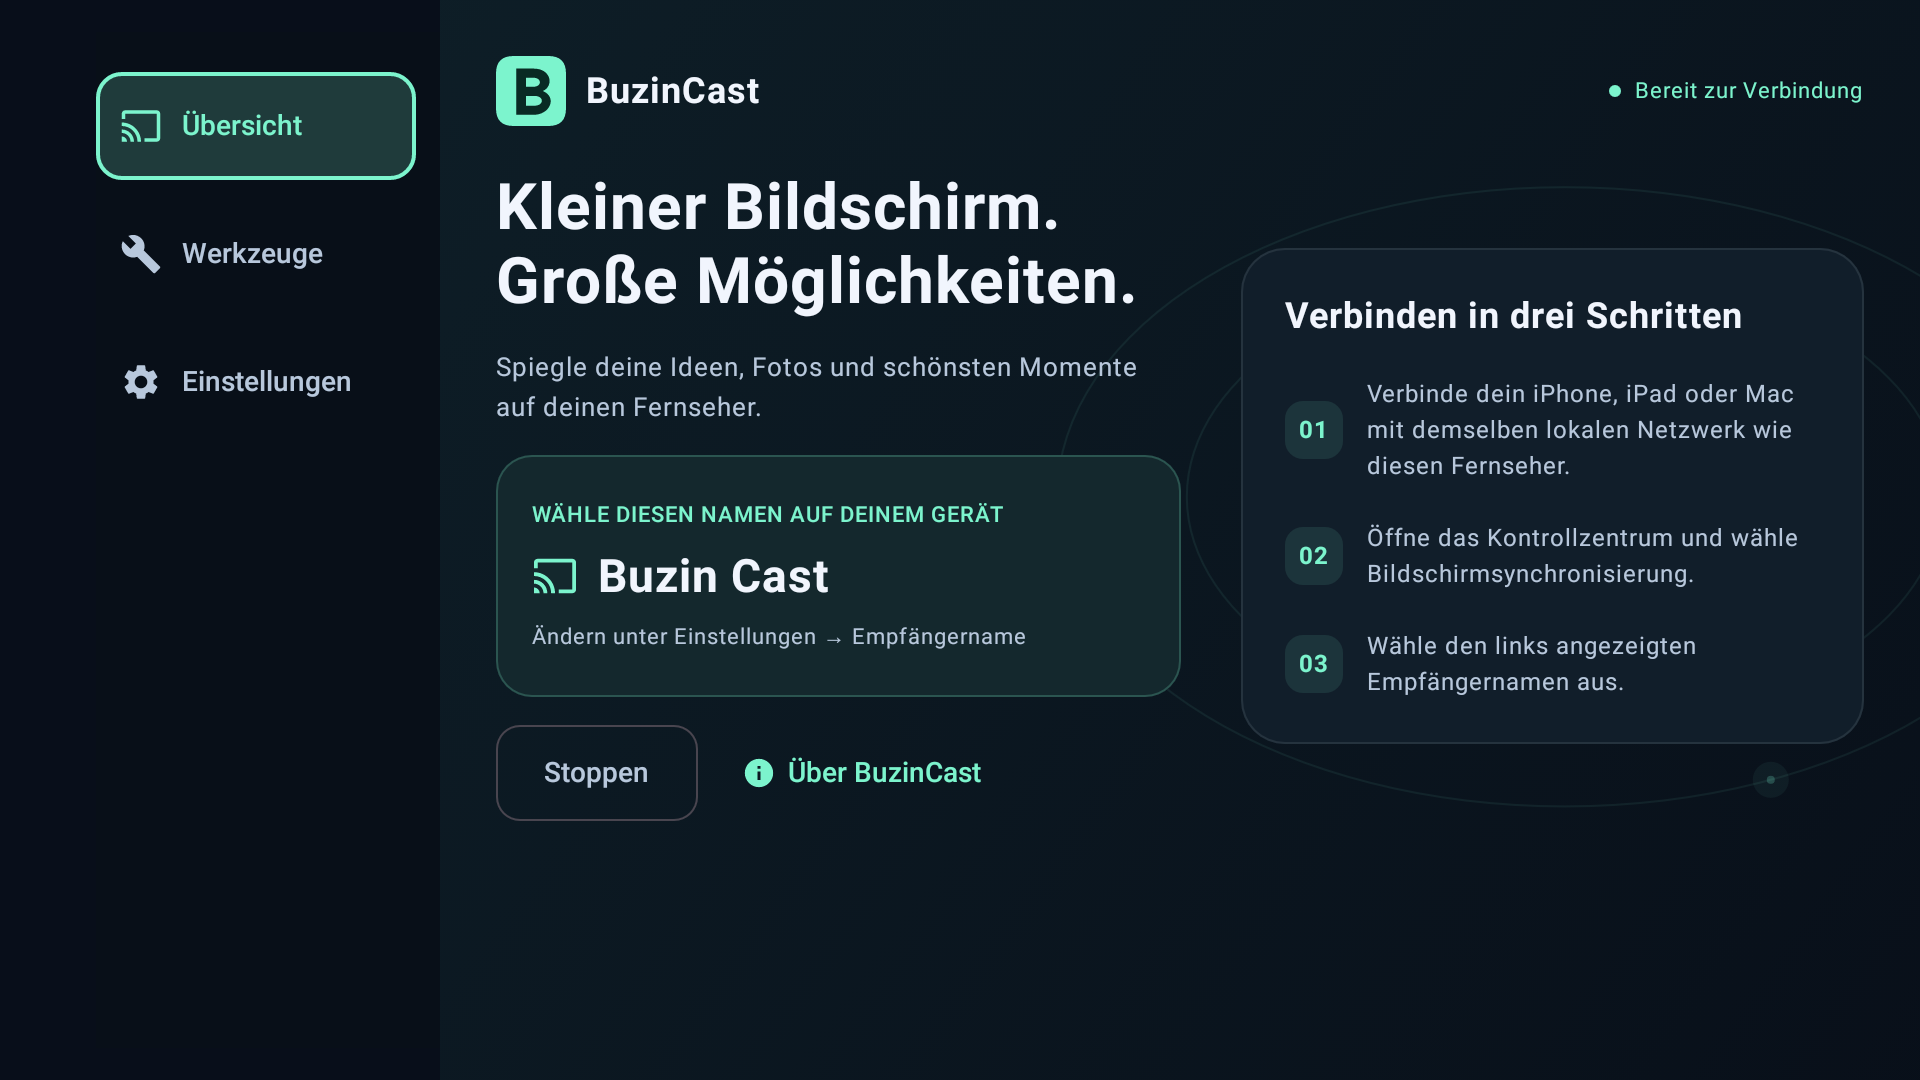 Übersicht
Werkzeuge
Einstellungen
B BuzinCast
Bereit zur Verbindung
Kleiner Bildschirm.
Große Möglichkeiten.
Spiegle deine Ideen, Fotos und schönsten Momente
auf deinen Fernseher.
WÄHLE DIESEN NAMEN AUF DEINEM GERÄT
Buzin Cast
Ändern unter Einstellungen → Empfängername
Stoppen
Über BuzinCast
Verbinden in drei Schritten
01
Verbinde dein iPhone, iPad oder Mac
mit demselben lokalen Netzwerk wie
diesen Fernseher.
02
Öffne das Kontrollzentrum und wähle
Bildschirmsynchronisierung.
03
Wähle den links angezeigten
Empfängernamen aus.